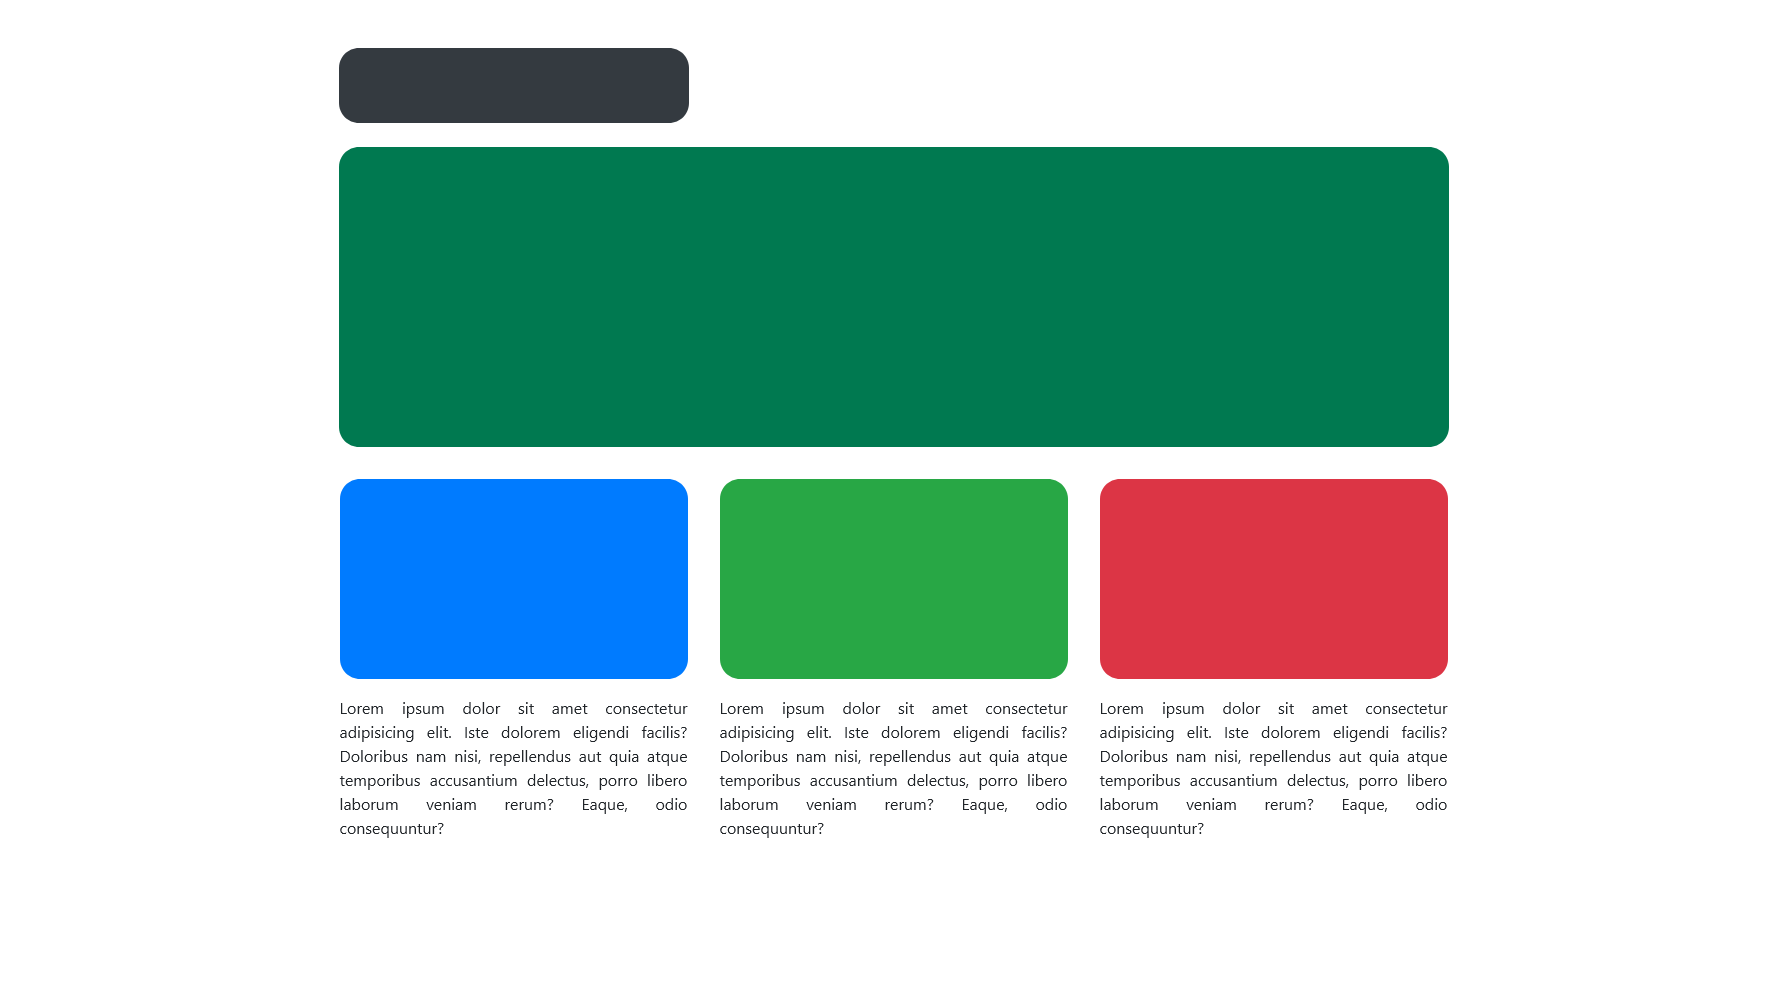 Lorem ipsum dolor sit amet consectetur
adipisicing elit. Iste dolorem eligendi facilis?
Doloribus nam nisi, repellendus aut quia atque
temporibus accusantium delectus, porro libero
laborum veniam rerum? Eaque, odio
consequuntur?
Lorem ipsum dolor sit amet consectetur
adipisicing elit. Iste dolorem eligendi facilis?
Doloribus nam nisi, repellendus aut quia atque
temporibus accusantium delectus, porro libero
laborum veniam rerum? Eaque, odio
consequuntur?
Lorem ipsum dolor sit amet consectetur
adipisicing elit. Iste dolorem eligendi facilis?
Doloribus nam nisi, repellendus aut quia atque
temporibus accusantium delectus, porro libero
laborum veniam rerum? Eaque, odio
consequuntur?